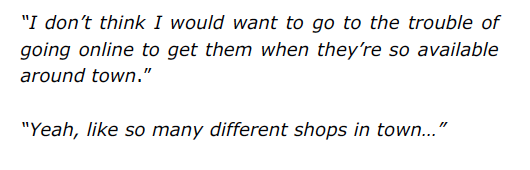 “I don’t think I would want to go to the trouble of
going online to get them when they’re so available
around town.”
“Yeah, like so many different shops in town…”